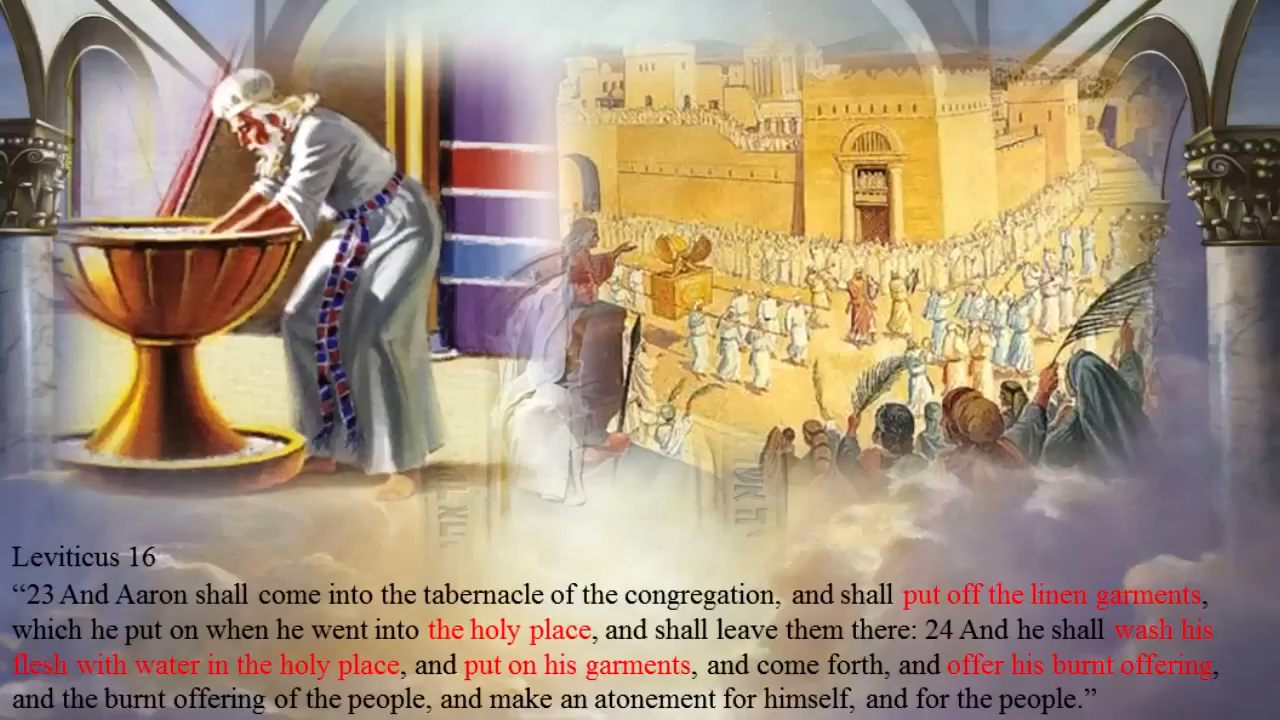 Leviticus 16
“23 And Aaron shall come into the tabernacle of the congregation, and shall put off the linen garments,
which he put on when he went into the holy place, and shall leave them there: 24 And he shall wash his
flesh with water in the holy place, and put on his garments, and come forth, and offer his burnt offering,
and the burnt offering of the people, and make an atonement for himself, and for the people.”